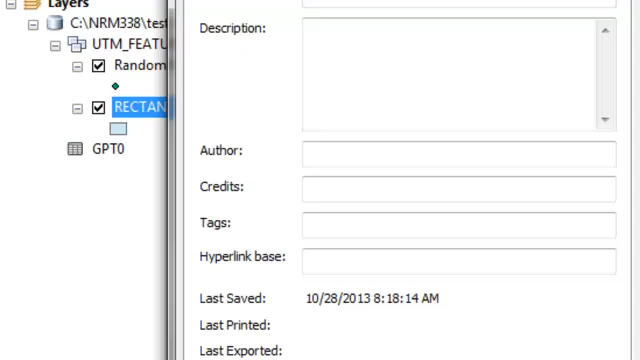 Layers
C:\NRM338\test
UTM_FEATU
Random
RECTAN
GPT0
Description:
Author:
Credits:
Tags:
Hyperlink base:
Last Saved: 10/28/2013 8:18:14 AM
Last Printed:
Last Exported: